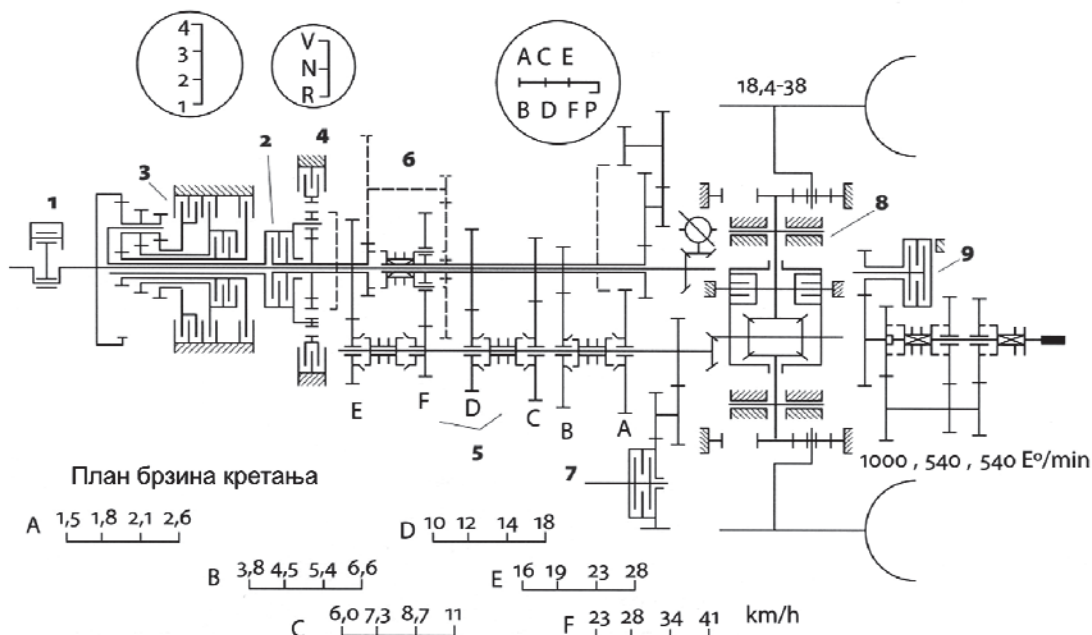 4
3
2
1
V
N
R
A C E
B D F P
18,4-38
1
3
2
4
6
8
9
E
F
D
C
B
A
5
7
1000 , 540 , 540 Eº/min
План брзина кретања
A 1,5 1,8 2,1 2,6
B 3,8 4,5 5,4 6,6
C 6,0 7,3 8,7 11
D 10 12 14 18
E 16 19 23 28
F 23 28 34 41 km/h